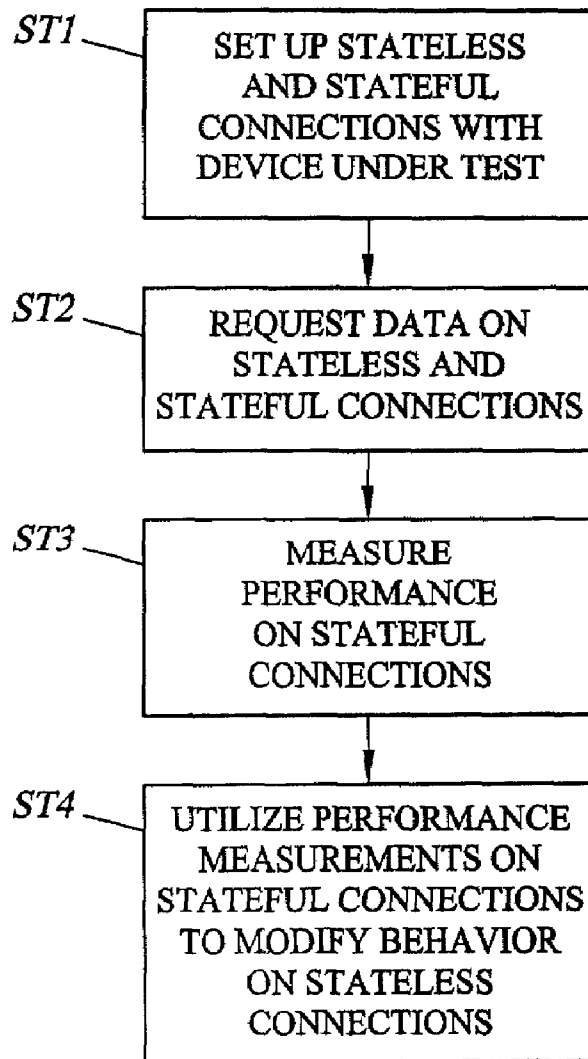 ST1
SET UP STATELESS
AND STATEFUL
CONNECTIONS WITH
DEVICE UNDER TEST
ST2
REQUEST DATA ON
STATELESS AND
STATEFUL CONNECTIONS
ST3
MEASURE
PERFORMANCE
ON STATEFUL
CONNECTIONS
ST4
UTILIZE PERFORMANCE
MEASUREMENTS ON
STATEFUL CONNECTIONS
TO MODIFY BEHAVIOR
ON STATELESS
CONNECTIONS